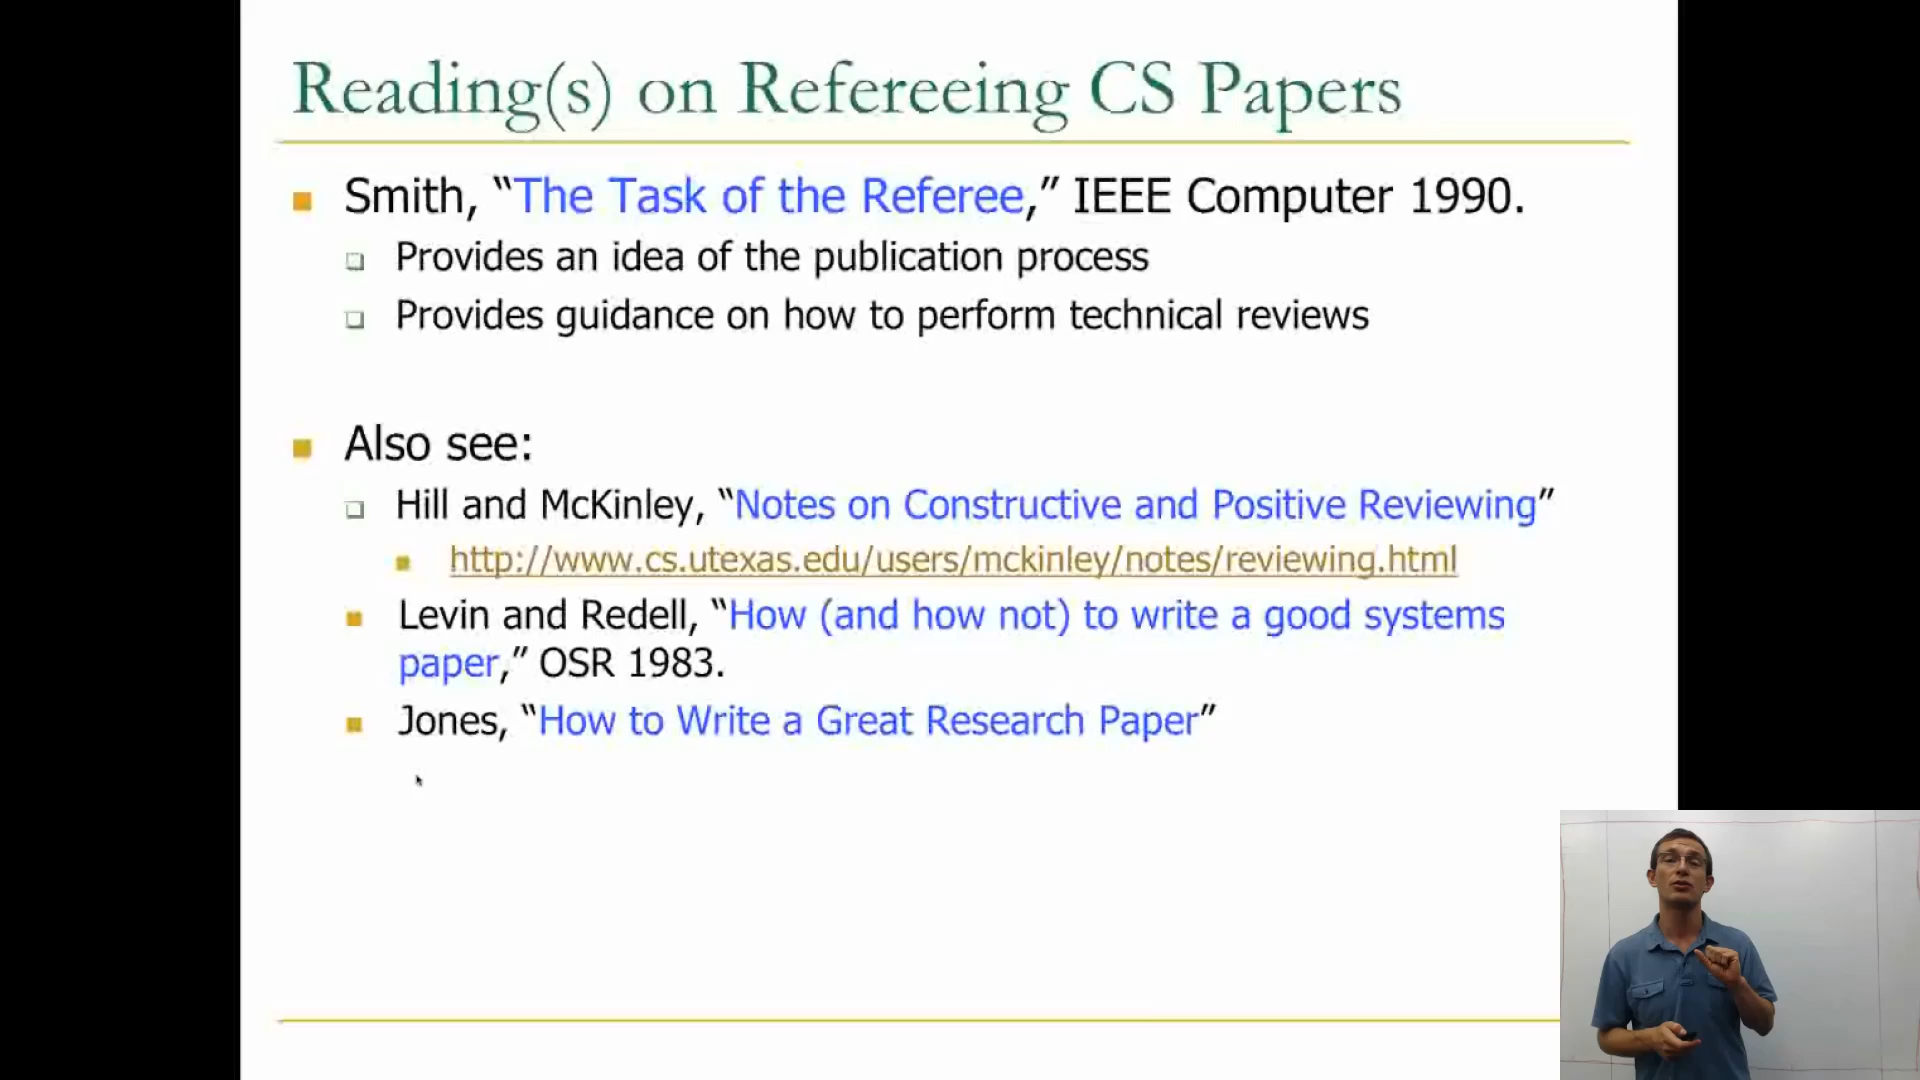 Reading(s) on Refereeing CS Papers
Smith, “The Task of the Referee,” IEEE Computer 1990.
Provides an idea of the publication process
Provides guidance on how to perform technical reviews
Also see:
Hill and McKinley, “Notes on Constructive and Positive Reviewing”
http://www.cs.utexas.edu/users/mckinley/notes/reviewing.html
Levin and Redell, “How (and how not) to write a good systems
paper,” OSR 1983.
Jones, “How to Write a Great Research Paper”